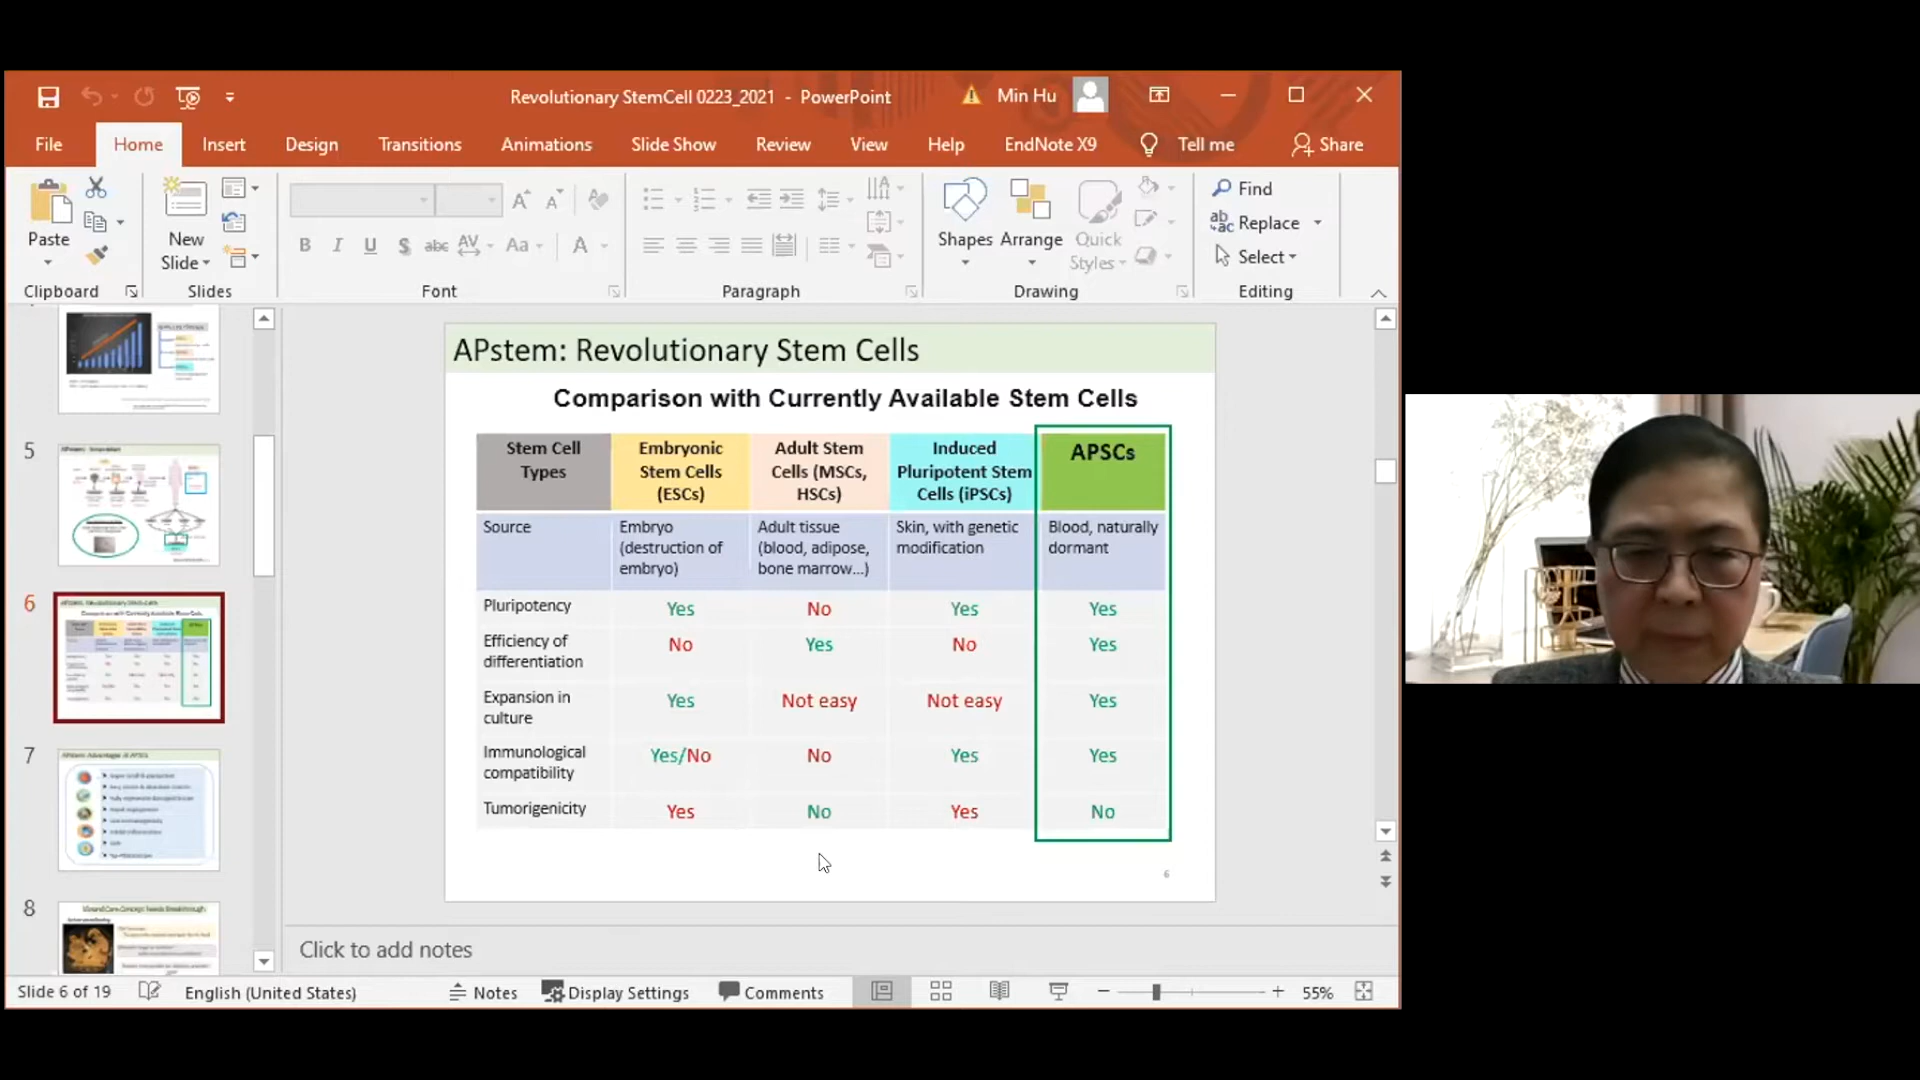 Revolutionary StemCell 0223_2021 - PowerPoint
Min Hu
File Home Insert Design Transitions Animations Slide Show Review View Help EndNote X9 Tell me Share
Paste
New
Slide
B I U S abc AV Aa A
Shapes Arrange Quick
Styles
Find
Replace
Select
Clipboard Slides Font Paragraph Drawing Editing
5
6
7
8
APstem: Revolutionary Stem Cells
Comparison with Currently Available Stem Cells
Stem Cell
Types
Embryonic
Stem Cells
(ESCs)
Adult Stem
Cells (MSCs,
HSCs)
Induced
Pluripotent Stem
Cells (iPSCs)
APSCs
Source
Embryo
(destruction of
embryo)
Adult tissue
(blood, adipose,
bone marrow...)
Skin, with genetic
modification
Blood, naturally
dormant
Pluripotency Yes No Yes Yes
Efficiency of
differentiation
No Yes No Yes
Expansion in
culture
Yes Not easy Not easy Yes
Immunological
compatibility
Yes/No No Yes Yes
Tumorigenicity Yes No Yes No
6
Click to add notes
Slide 6 of 19 English (United States) Notes Display Settings Comments 55%